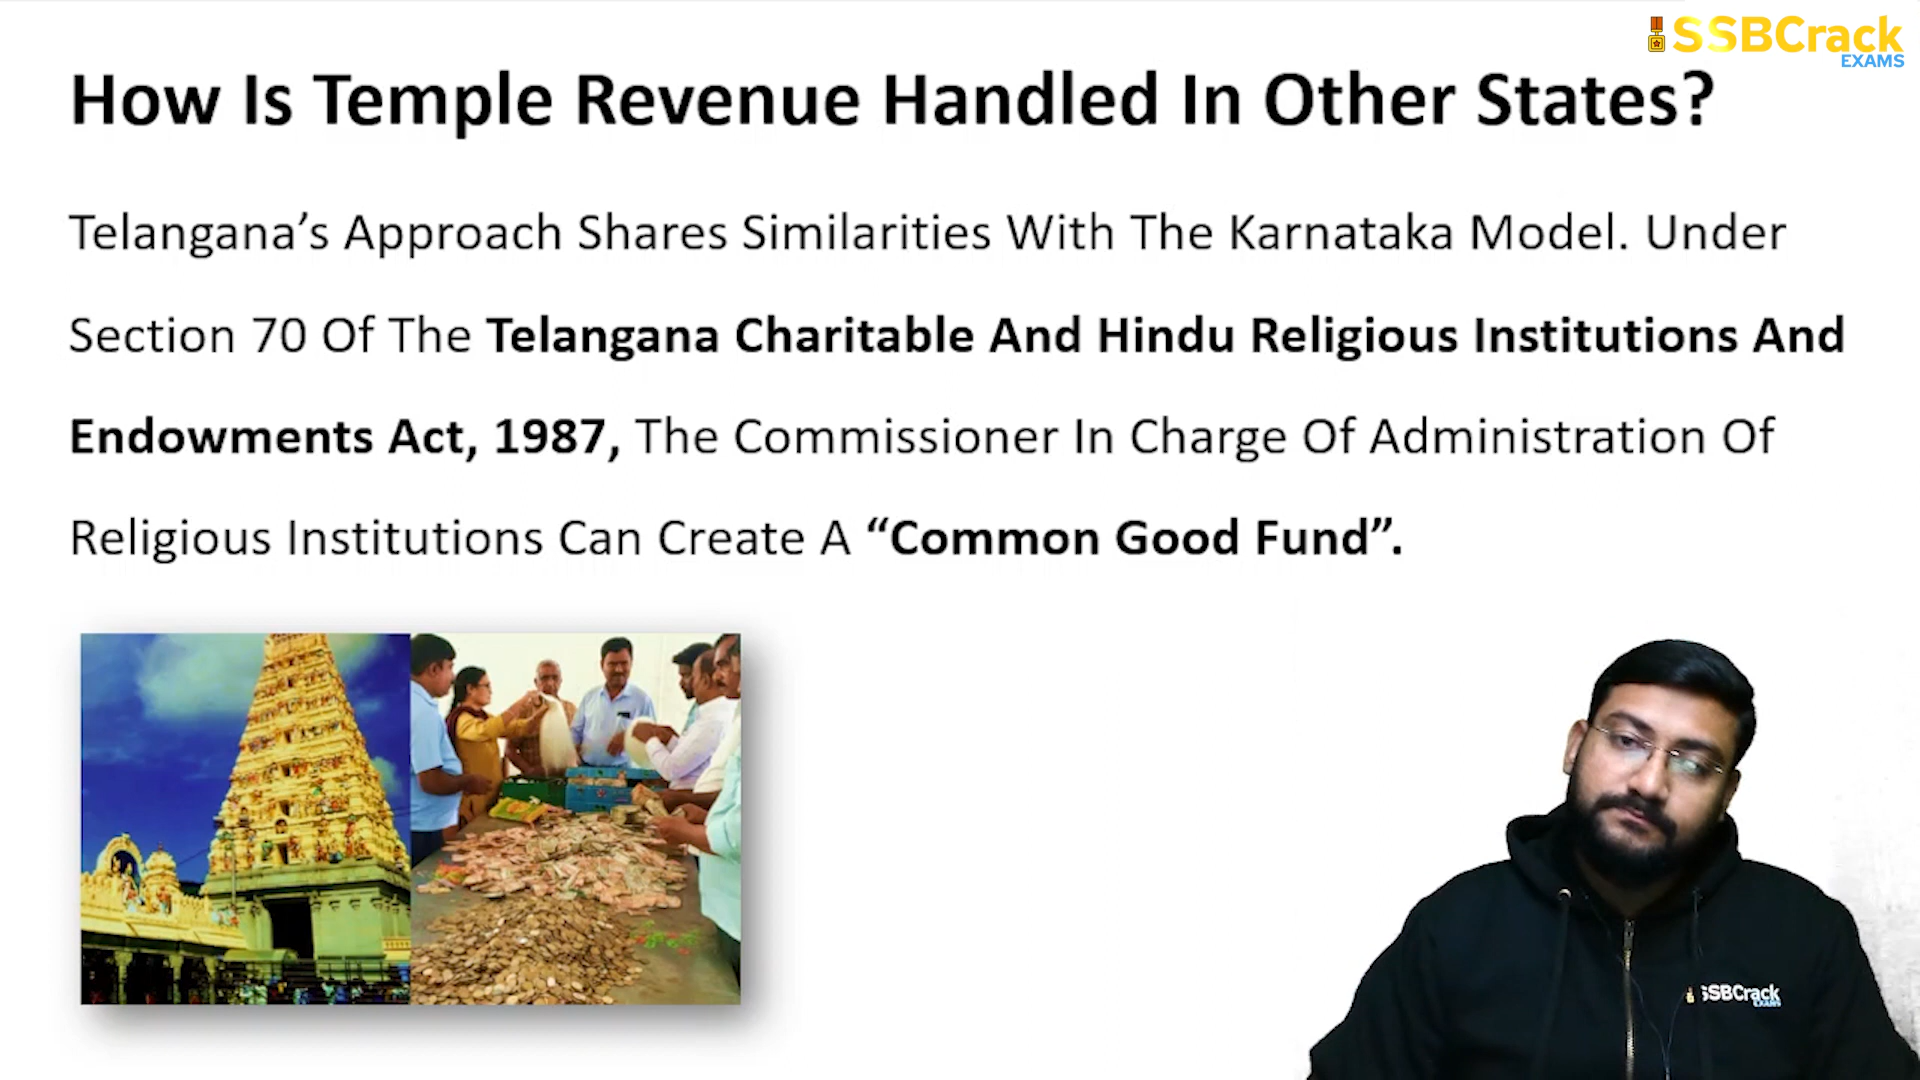 SSBCrack
EXAMS
How Is Temple Revenue Handled In Other States?
Telangana’s Approach Shares Similarities With The Karnataka Model. Under
Section 70 Of The Telangana Charitable And Hindu Religious Institutions And
Endowments Act, 1987, The Commissioner In Charge Of Administration Of
Religious Institutions Can Create A “Common Good Fund”.
SSBCrack
EXAMS